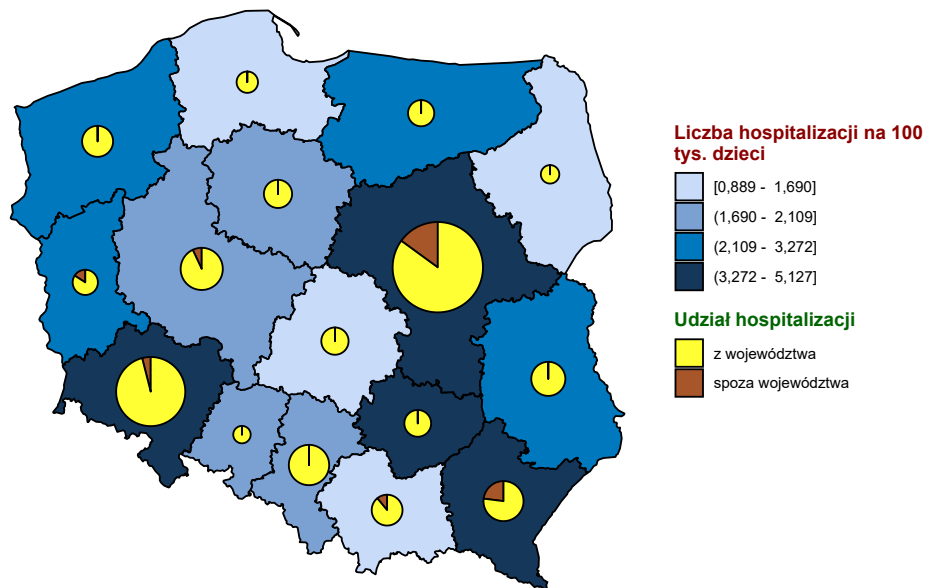 Liczba hospitalizacji na 100
tys. dzieci
[0,889 - 1,690]
(1,690 - 2,109]
(2,109 - 3,272]
(3,272 - 5,127]
Udział hospitalizacji
z województwa
spoza województwa